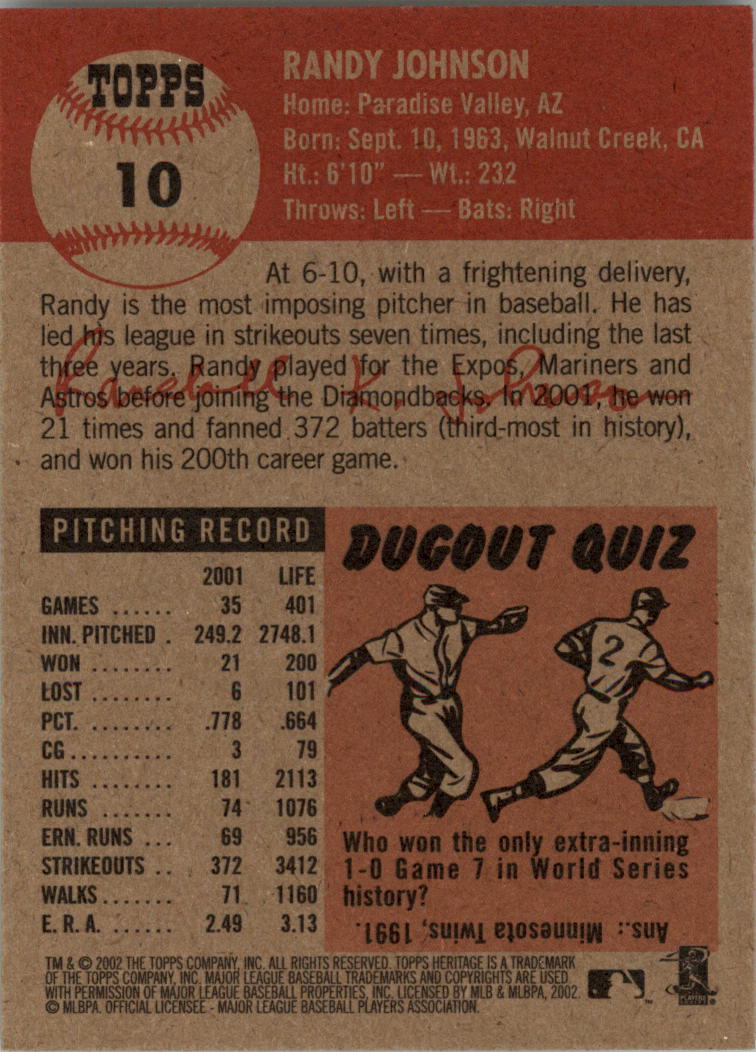 TOPPS
10
RANDY JOHNSON
Home: Paradise Valley, AZ
Born: Sept. 10, 1963, Walnut Creek, CA
Ht.: 6'10" — Wt.: 232
Throws: Left — Bats: Right
At 6-10, with a frightening delivery,
Randy is the most imposing pitcher in baseball. He has
led his league in strikeouts seven times, including the last
three years. Randy played for the Expos, Mariners and
Astros before joining the Diamondbacks. In 2001, he won
21 times and fanned 372 batters (third-most in history),
and won his 200th career game.
Randall K. Johnson
PITCHING RECORD
2001 LIFE
GAMES ...... 35 401
INN. PITCHED . 249.2 2748.1
WON ........ 21 200
LOST ........ 6 101
PCT. ........ .778 .664
CG.......... 3 79
HITS ........ 181 2113
RUNS ....... 74 1076
ERN. RUNS ... 69 956
STRIKEOUTS .. 372 3412
WALKS....... 71 1160
E. R. A. ...... 2.49 3.13
DUGOUT QUIZ
2
Who won the only extra-inning
1-0 Game 7 in World Series
history?
Ans.: Minnesota Twins, 1991.
TM & © 2002 THE TOPPS COMPANY, INC. ALL RIGHTS RESERVED. TOPPS HERITAGE IS A TRADEMARK
OF THE TOPPS COMPANY, INC. MAJOR LEAGUE BASEBALL TRADEMARKS AND COPYRIGHTS ARE USED
WITH PERMISSION OF MAJOR LEAGUE BASEBALL PROPERTIES, INC. LICENSED BY MLB & MLBPA, 2002.
© MLBPA. OFFICIAL LICENSEE - MAJOR LEAGUE BASEBALL PLAYERS ASSOCIATION.